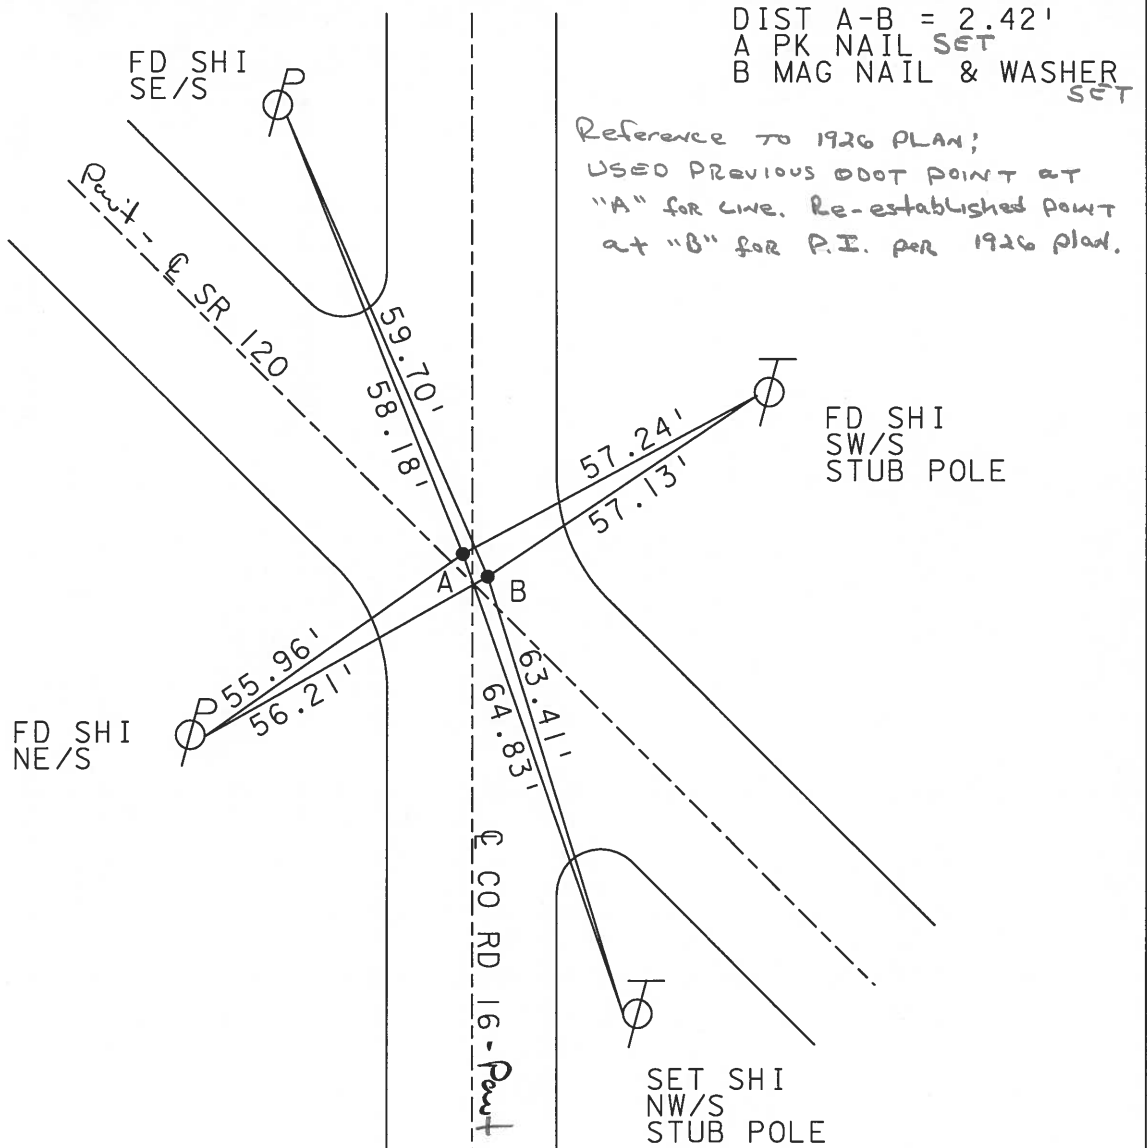 DIST A-B = 2.42'
A PK NAIL SET
B MAG NAIL & WASHER
SET
FD SHI
SE/S
P
Reference TO 1926 PLAN;
USED PREVIOUS ODOT POINT at
"A" for LINE. Re-established point
at "B" for P.I. per 1926 plan.
Pavt - ℄ SR 120
59.70'
58.18'
T
FD SHI
SW/S
STUB POLE
57.24'
57.13'
A
B
55.96'
56.21'
P
FD SHI
NE/S
63.41'
64.83'
℄ CO RD 16 - Pavt
T
SET SHI
NW/S
STUB POLE